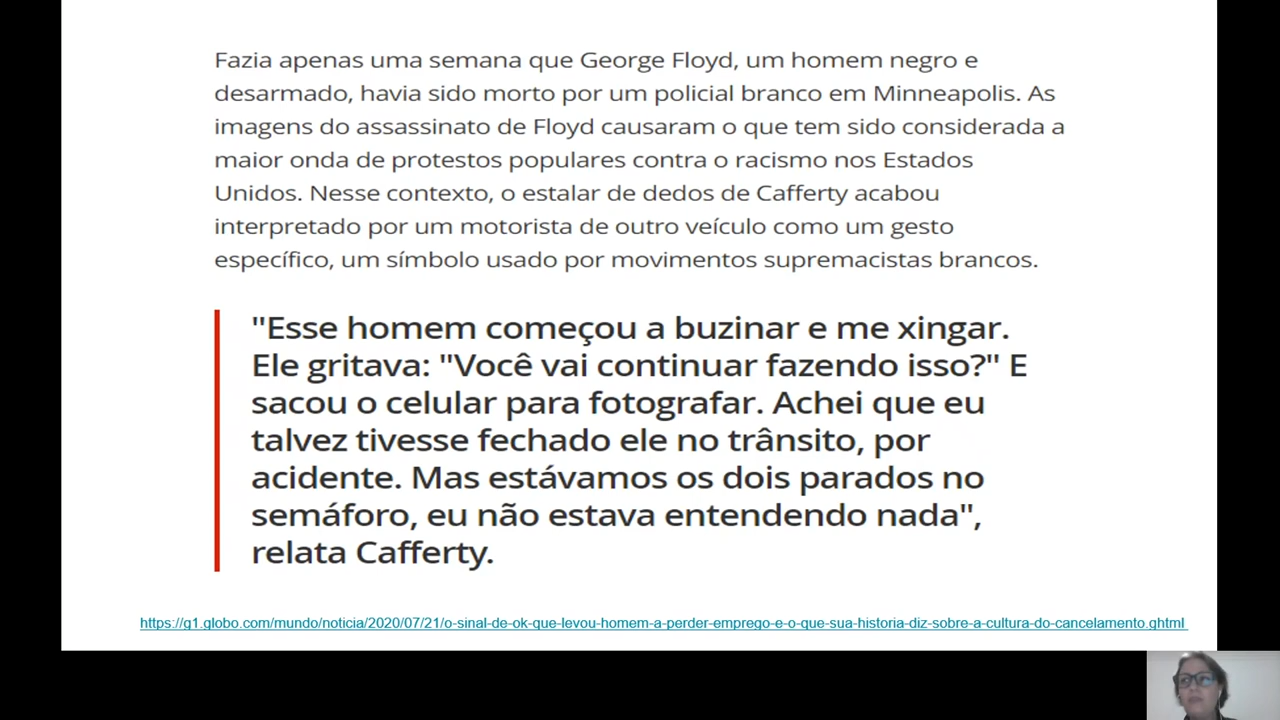 Fazia apenas uma semana que George Floyd, um homem negro e
desarmado, havia sido morto por um policial branco em Minneapolis. As
imagens do assassinato de Floyd causaram o que tem sido considerada a
maior onda de protestos populares contra o racismo nos Estados
Unidos. Nesse contexto, o estalar de dedos de Cafferty acabou
interpretado por um motorista de outro veículo como um gesto
específico, um símbolo usado por movimentos supremacistas brancos.
"Esse homem começou a buzinar e me xingar.
Ele gritava: "Você vai continuar fazendo isso?" E
sacou o celular para fotografar. Achei que eu
talvez tivesse fechado ele no trânsito, por
acidente. Mas estávamos os dois parados no
semáforo, eu não estava entendendo nada",
relata Cafferty.
https://g1.globo.com/mundo/noticia/2020/07/21/o-sinal-de-ok-que-levou-homem-a-perder-emprego-e-o-que-sua-historia-diz-sobre-a-cultura-do-cancelamento.ghtml